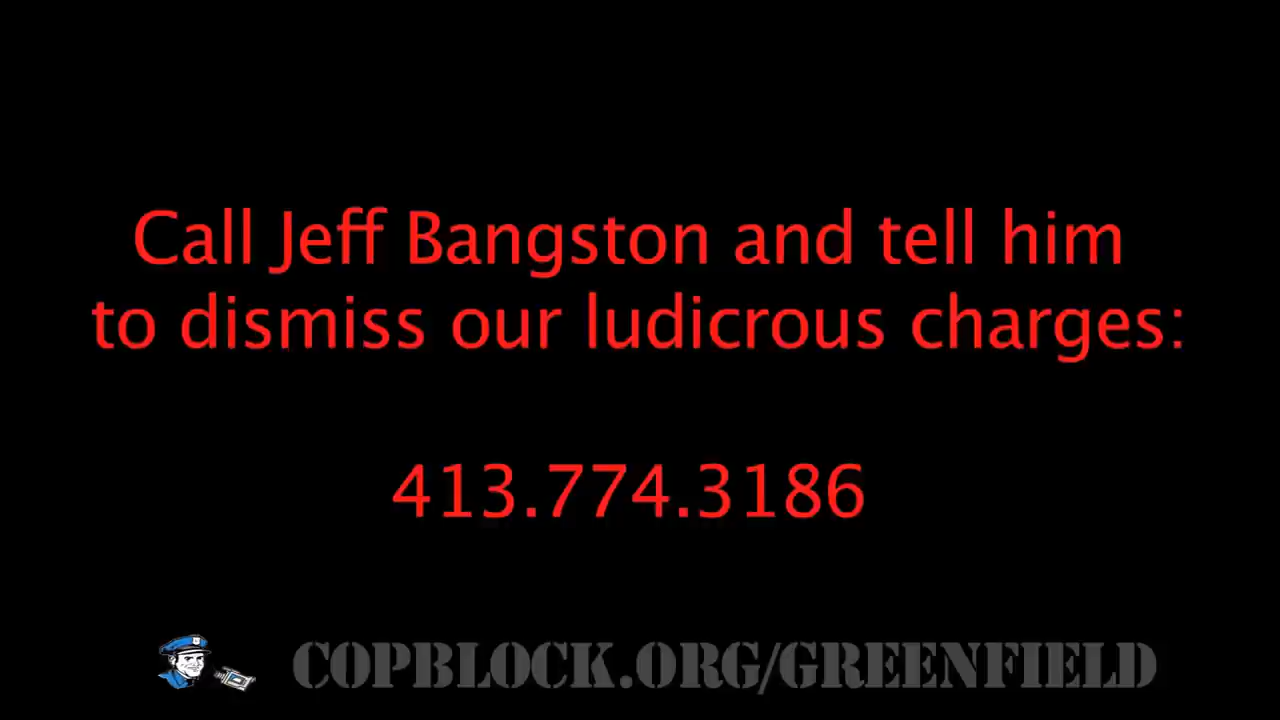 Call Jeff Bangston and tell him
to dismiss our ludicrous charges:
413.774.3186
COPBLOCK.ORG/GREENFIELD